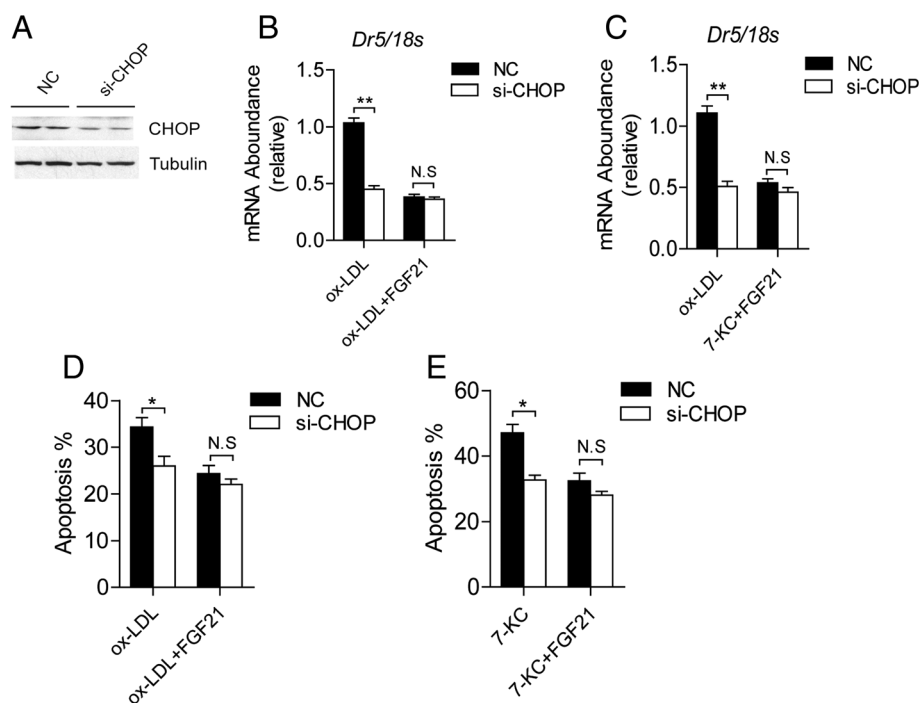 A
NC
si-CHOP
CHOP
Tubulin
B
Dr5/18s
NC
si-CHOP
mRNA Aboundance
(relative)
1.5
1.0
0.5
0.0
**
N.S
ox-LDL
ox-LDL+FGF21
C
Dr5/18s
NC
si-CHOP
mRNA Aboundance
(relative)
1.5
1.0
0.5
0.0
**
N.S
ox-LDL
7-KC+FGF21
D
NC
si-CHOP
Apoptosis %
40
30
20
10
0
*
N.S
ox-LDL
ox-LDL+FGF21
E
NC
si-CHOP
Apoptosis %
60
40
20
0
*
N.S
7-KC
7-KC+FGF21